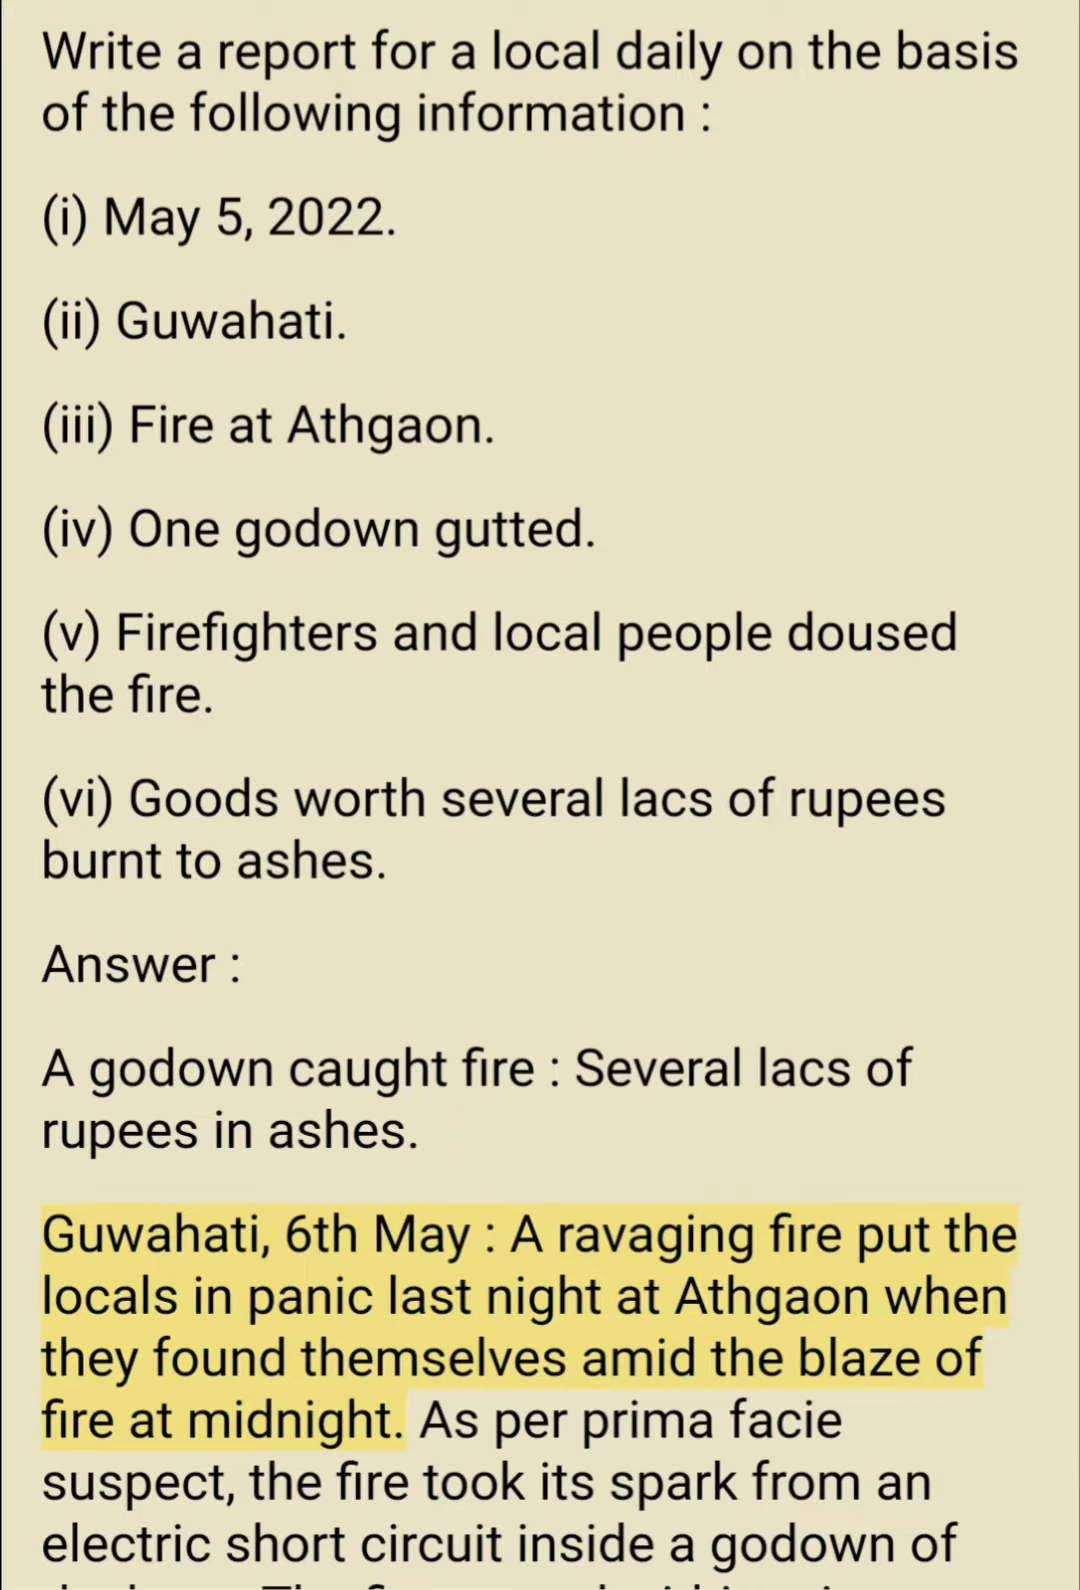 Write a report for a local daily on the basis
of the following information :
(i) May 5, 2022.
(ii) Guwahati.
(iii) Fire at Athgaon.
(iv) One godown gutted.
(v) Firefighters and local people doused
the fire.
(vi) Goods worth several lacs of rupees
burnt to ashes.
Answer :
A godown caught fire : Several lacs of
rupees in ashes.
Guwahati, 6th May : A ravaging fire put the
locals in panic last night at Athgaon when
they found themselves amid the blaze of
fire at midnight. As per prima facie
suspect, the fire took its spark from an
electric short circuit inside a godown of